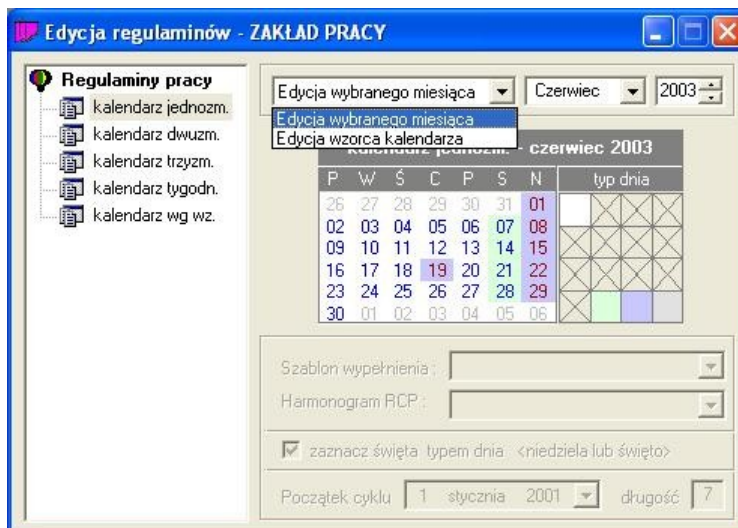 Edycja regulaminów - ZAKŁAD PRACY
Regulaminy pracy
kalendarz jednozm.
kalendarz dwuzm.
kalendarz trzyzm.
kalendarz tygodn.
kalendarz wg wz.
Edycja wybranego miesiąca Czerwiec 2003
Edycja wybranego miesiąca
Edycja wzorca kalendarza
kalendarz jednozm. - czerwiec 2003
P W Ś C P S N typ dnia
26 27 28 29 30 31 01
02 03 04 05 06 07 08
09 10 11 12 13 14 15
16 17 18 19 20 21 22
23 24 25 26 27 28 29
30 01 02 03 04 05 06
Szablon wypełnienia :
Harmonogram RCP :
zaznacz święta typem dnia <niedziela lub święto>
Początek cyklu 1 stycznia 2001 długość 7